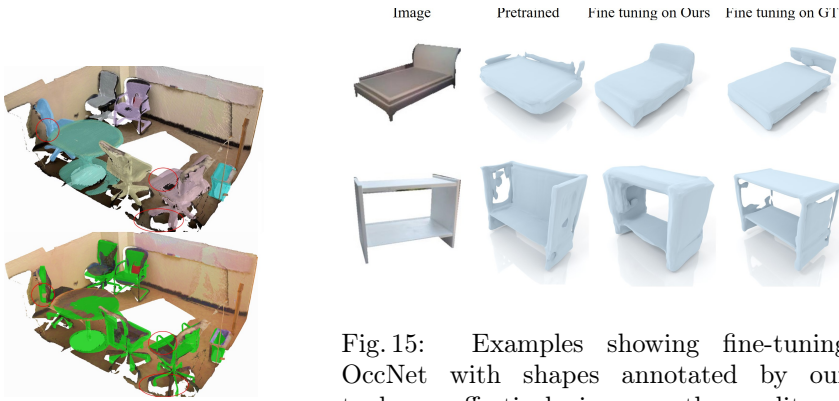 Image Pretrained Fine tuning on Ours Fine tuning on GT
Fig. 15: Examples showing fine-tuning
OccNet with shapes annotated by our